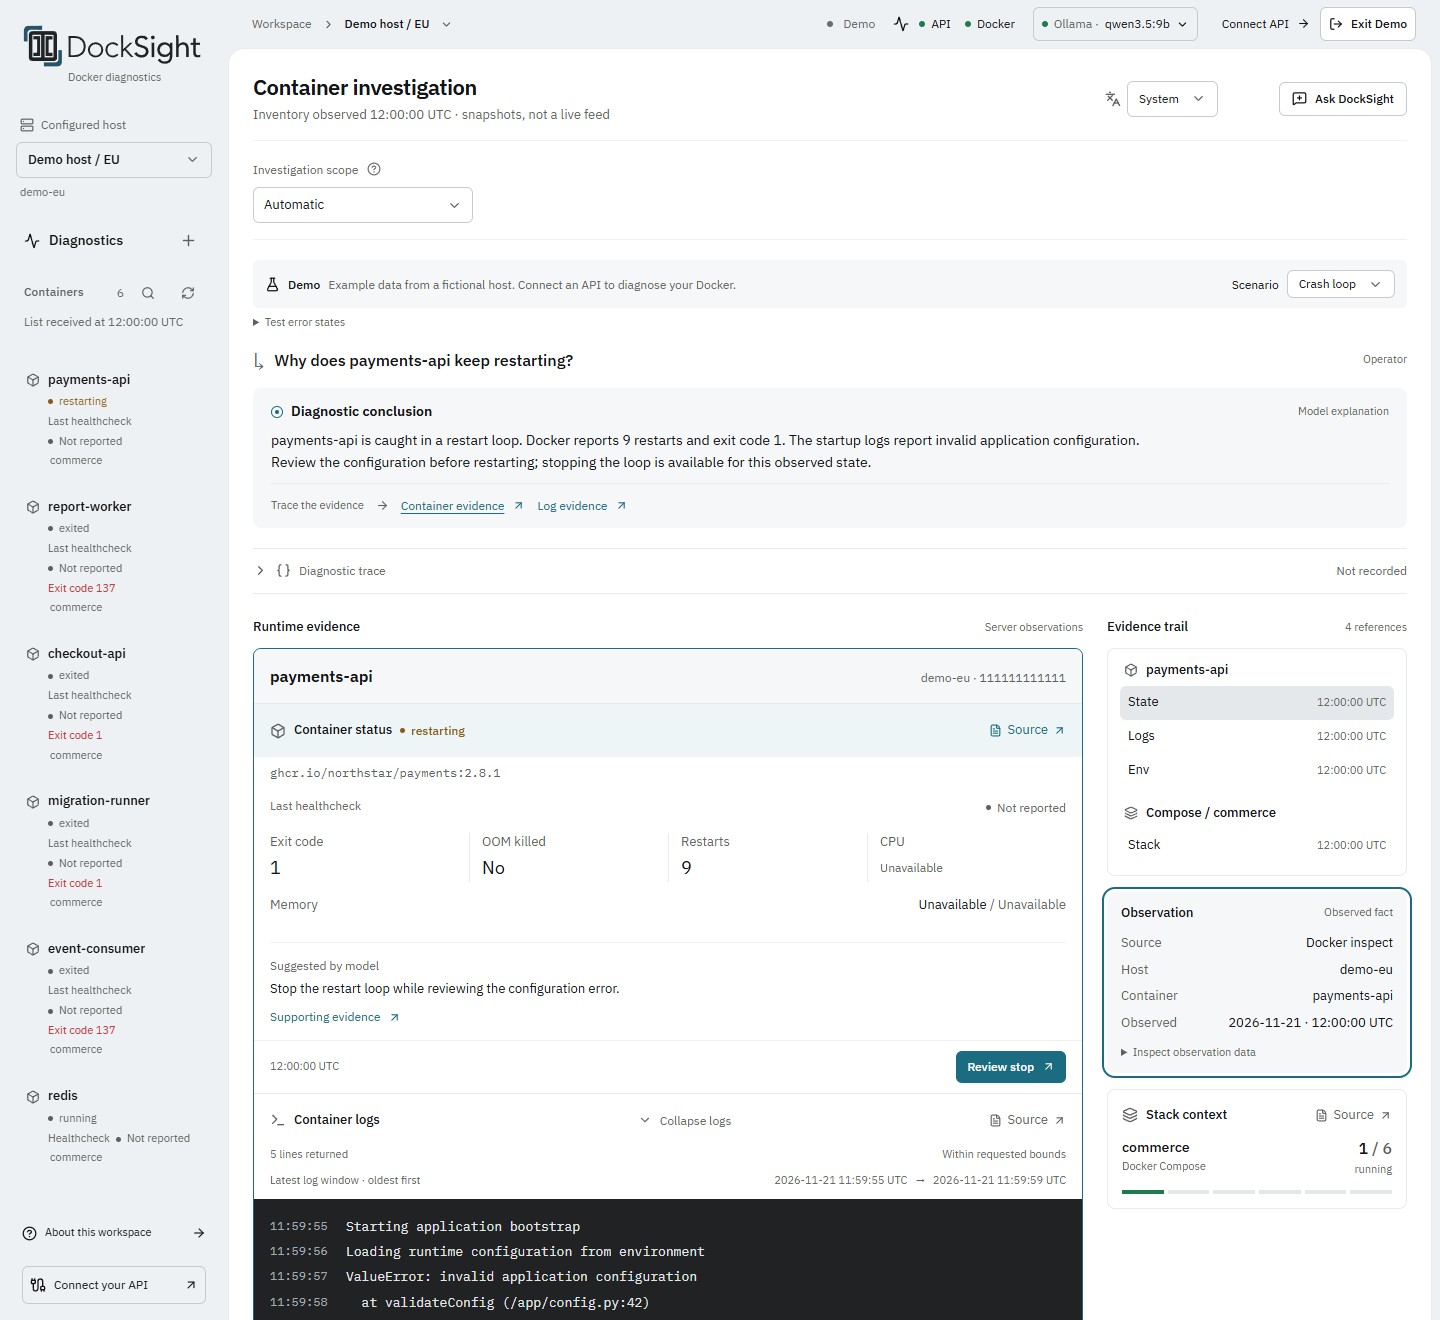 DockSight
Docker diagnostics
Configured host
Demo host / EU
demo-eu
Diagnostics
Containers 6
List received at 12:00:00 UTC
payments-api
restarting
Last healthcheck
Not reported
commerce
report-worker
exited
Last healthcheck
Not reported
Exit code 137
commerce
checkout-api
exited
Last healthcheck
Not reported
Exit code 1
commerce
migration-runner
exited
Last healthcheck
Not reported
Exit code 1
commerce
event-consumer
exited
Last healthcheck
Not reported
Exit code 137
commerce
redis
running
Healthcheck Not reported
commerce
About this workspace
Connect your API
Workspace Demo host / EU
Demo API Docker Ollama · qwen3.5:9b Connect API Exit Demo
Container investigation
Inventory observed 12:00:00 UTC · snapshots, not a live feed
System
Ask DockSight
Investigation scope
Automatic
Demo Example data from a fictional host. Connect an API to diagnose your Docker.
Scenario Crash loop
Test error states
Why does payments-api keep restarting?
Operator
Diagnostic conclusion
Model explanation
payments-api is caught in a restart loop. Docker reports 9 restarts and exit code 1. The startup logs report invalid application configuration.
Review the configuration before restarting; stopping the loop is available for this observed state.
Trace the evidence Container evidence Log evidence
{ } Diagnostic trace
Not recorded
Runtime evidence
Server observations
payments-api
demo-eu · 111111111111
Container status restarting
Source
ghcr.io/northstar/payments:2.8.1
Last healthcheck
Not reported
Exit code OOM killed Restarts CPU
1 No 9 Unavailable
Memory
Unavailable / Unavailable
Suggested by model
Stop the restart loop while reviewing the configuration error.
Supporting evidence
12:00:00 UTC
Review stop
Container logs
Collapse logs
Source
5 lines returned
Within requested bounds
Latest log window · oldest first
2026-11-21 11:59:55 UTC → 2026-11-21 11:59:59 UTC
11:59:55 Starting application bootstrap
11:59:56 Loading runtime configuration from environment
11:59:57 ValueError: invalid application configuration
11:59:58 at validateConfig (/app/config.py:42)
Evidence trail
4 references
payments-api
State 12:00:00 UTC
Logs 12:00:00 UTC
Env 12:00:00 UTC
Compose / commerce
Stack 12:00:00 UTC
Observation
Observed fact
Source Docker inspect
Host demo-eu
Container payments-api
Observed 2026-11-21 · 12:00:00 UTC
Inspect observation data
Stack context
Source
commerce 1 / 6
Docker Compose running